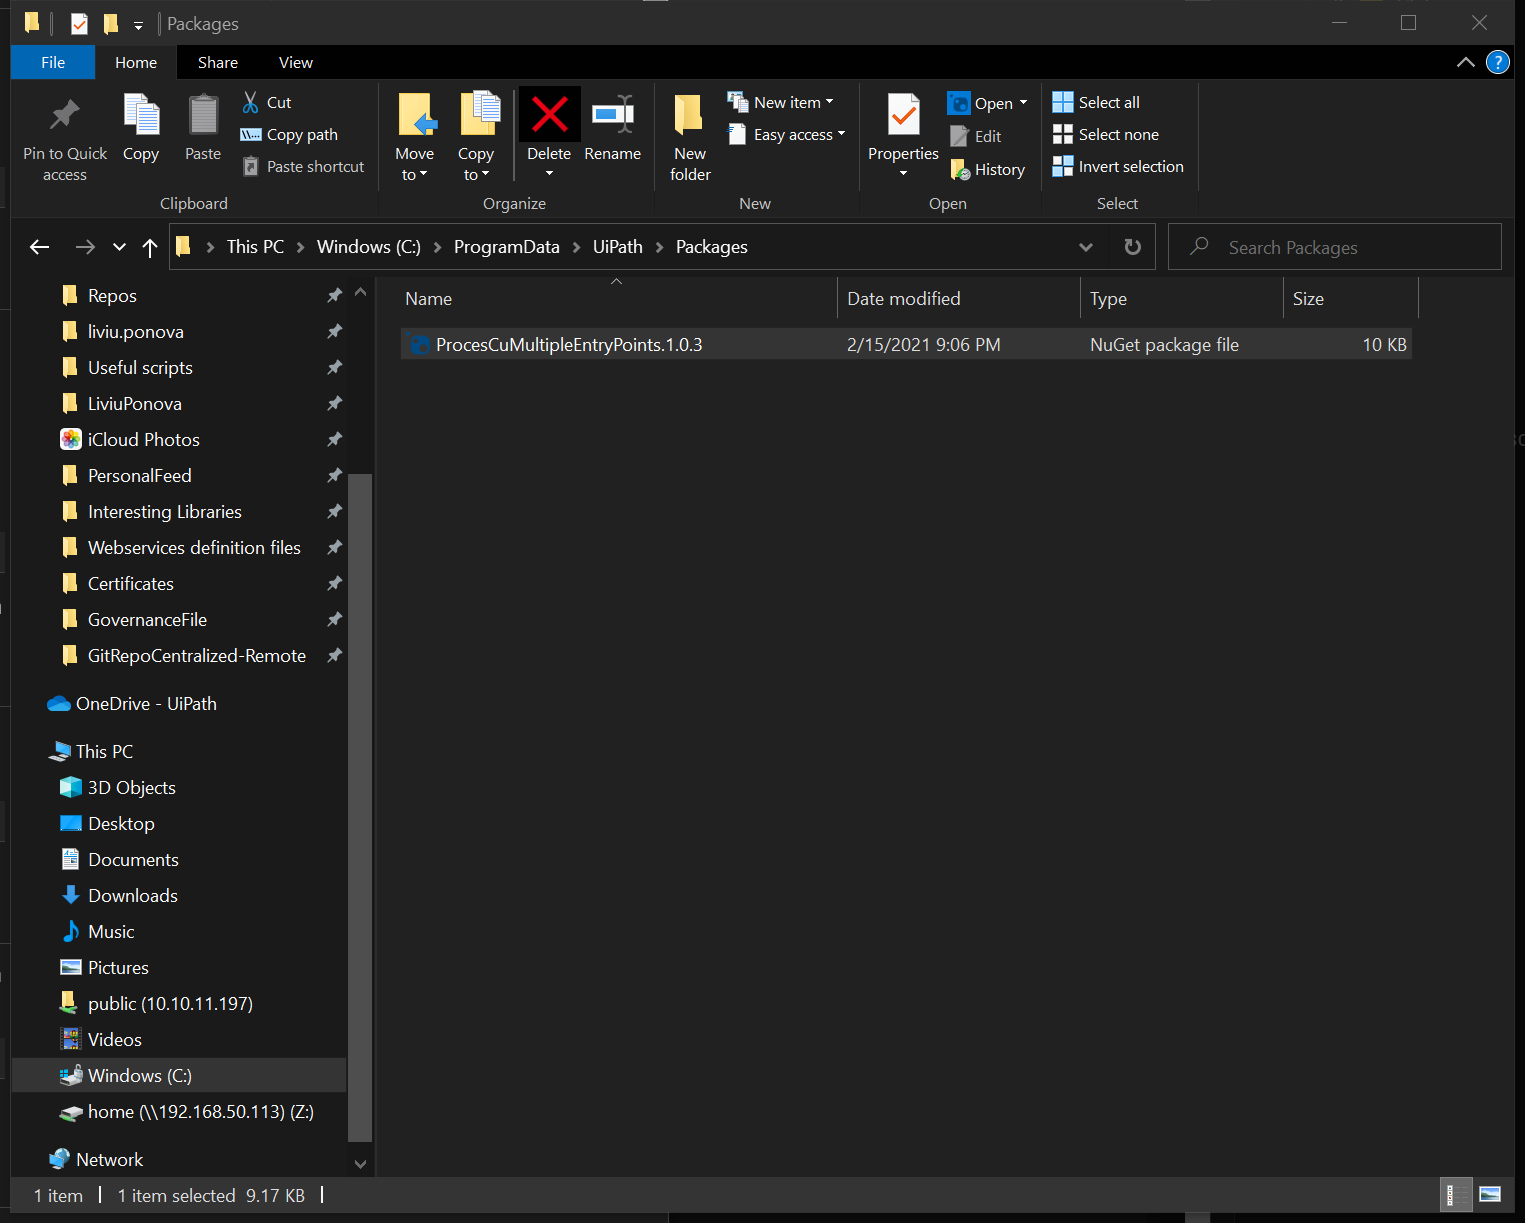 Packages
File Home Share View
?
Pin to Quick access
Copy
Paste
Cut
Copy path
Paste shortcut
Clipboard
Move to
Copy to
Delete
Rename
Organize
New folder
New item
Easy access
New
Properties
Open
Edit
History
Open
Select all
Select none
Invert selection
Select
This PC Windows (C:) ProgramData UiPath Packages
Search Packages
Repos
liviu.ponova
Useful scripts
LiviuPonova
iCloud Photos
PersonalFeed
Interesting Libraries
Webservices definition files
Certificates
GovernanceFile
GitRepoCentralized-Remote
OneDrive - UiPath
This PC
3D Objects
Desktop
Documents
Downloads
Music
Pictures
public (10.10.11.197)
Videos
Windows (C:)
home (\\192.168.50.113) (Z:)
Network
Name Date modified Type Size
ProcesCuMultipleEntryPoints.1.0.3 2/15/2021 9:06 PM NuGet package file 10 KB
1 item 1 item selected 9.17 KB